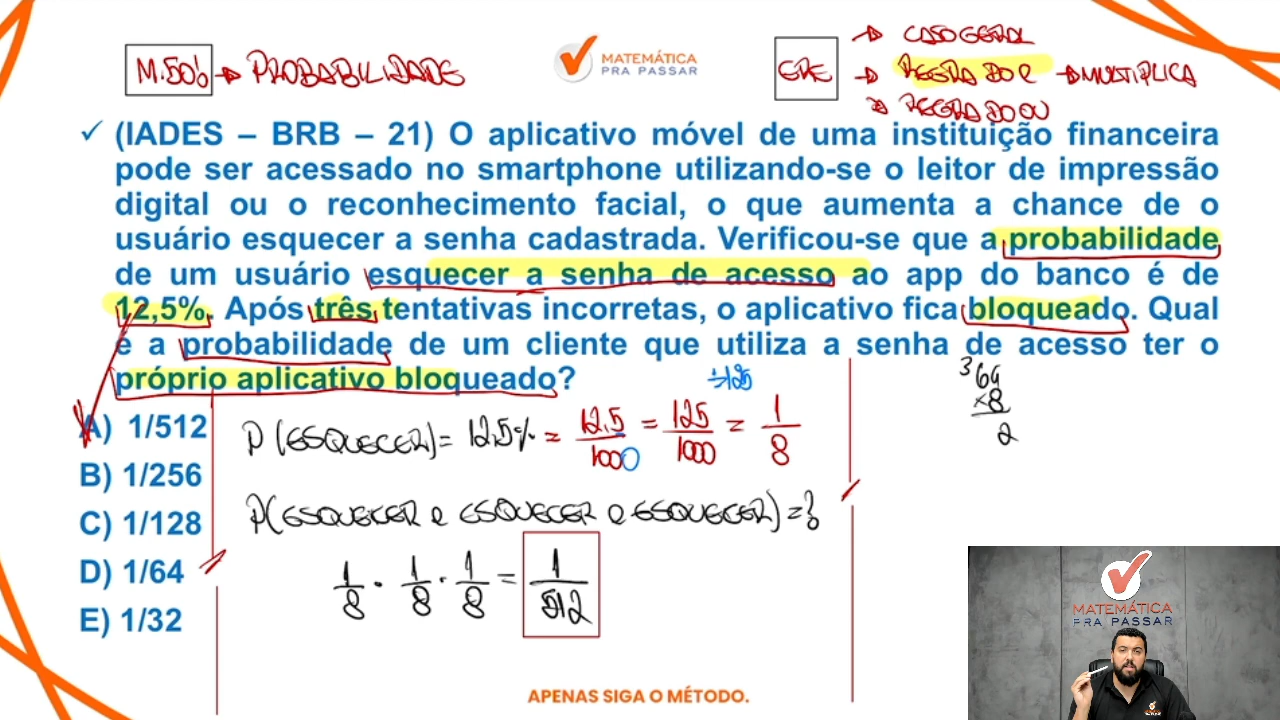 M.50% → PROBABILIDADE
MATEMÁTICA
PRA PASSAR
CPE
→ CASO GERAL
→ REGRA DO E → MULTIPLICA
→ REGRA DO OU
✓ (IADES – BRB – 21) O aplicativo móvel de uma instituição financeira
pode ser acessado no smartphone utilizando-se o leitor de impressão
digital ou o reconhecimento facial, o que aumenta a chance de o
usuário esquecer a senha cadastrada. Verificou-se que a probabilidade
de um usuário esquecer a senha de acesso ao app do banco é de
12,5%. Após três tentativas incorretas, o aplicativo fica bloqueado. Qual
é a probabilidade de um cliente que utiliza a senha de acesso ter o
próprio aplicativo bloqueado?
A) 1/512
B) 1/256
C) 1/128
D) 1/64
E) 1/32
P(ESQUECER) = 12,5% = 12,5/1000 = 125/1000 = 1/8
÷125
P(ESQUECER e ESQUECER e ESQUECER) = ?
1/8 . 1/8 . 1/8 = 1/512
3
64
×8
2
MATEMÁTICA
PRA PASSAR
APENAS SIGA O MÉTODO.